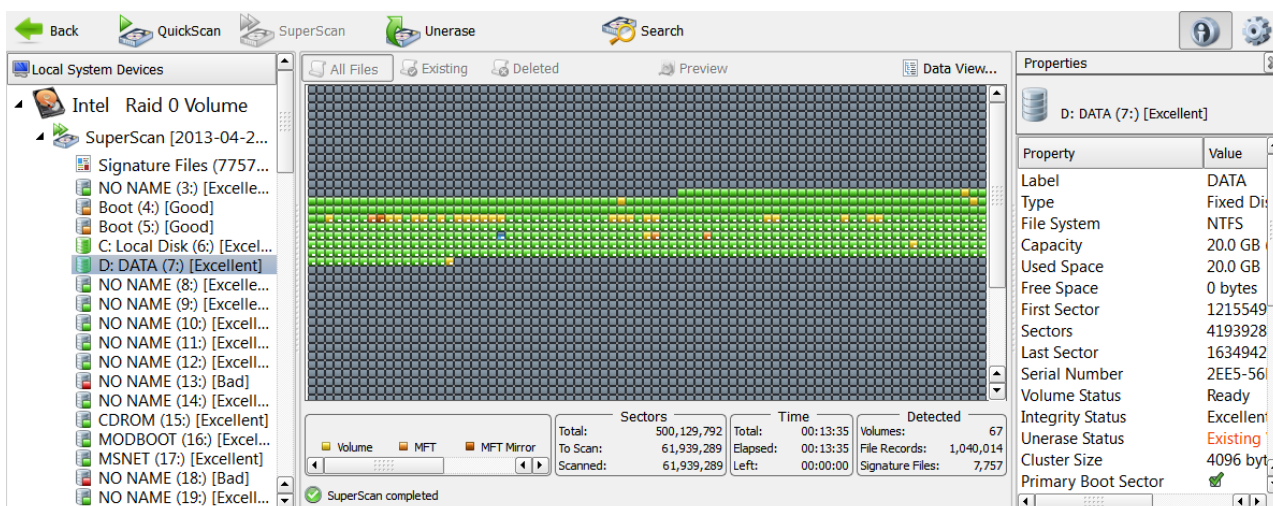 Back QuickScan SuperScan Unerase Search
Local System Devices
Intel Raid 0 Volume
SuperScan [2013-04-2...
Signature Files (7757...
NO NAME (3:) [Excelle...
Boot (4:) [Good]
Boot (5:) [Good]
C: Local Disk (6:) [Excel...
D: DATA (7:) [Excellent]
NO NAME (8:) [Excelle...
NO NAME (9:) [Excelle...
NO NAME (10:) [Excell...
NO NAME (11:) [Excell...
NO NAME (12:) [Excell...
NO NAME (13:) [Bad]
NO NAME (14:) [Excell...
CDROM (15:) [Excellent]
MODBOOT (16:) [Excel...
MSNET (17:) [Excellent]
NO NAME (18:) [Bad]
NO NAME (19:) [Excell...
All Files Existing Deleted Preview Data View...
Volume MFT MFT Mirror
Sectors
Total: 500,129,792
To Scan: 61,939,289
Scanned: 61,939,289
Time
Total: 00:13:35
Elapsed: 00:13:35
Left: 00:00:00
Detected
Volumes: 67
File Records: 1,040,014
Signature Files: 7,757
SuperScan completed
Properties
D: DATA (7:) [Excellent]
Property Value
Label DATA
Type Fixed Di
File System NTFS
Capacity 20.0 GB (
Used Space 20.0 GB
Free Space 0 bytes
First Sector 1215549
Sectors 4193928
Last Sector 1634942
Serial Number 2EE5-56
Volume Status Ready
Integrity Status Excellent
Unerase Status Existing
Cluster Size 4096 byt
Primary Boot Sector